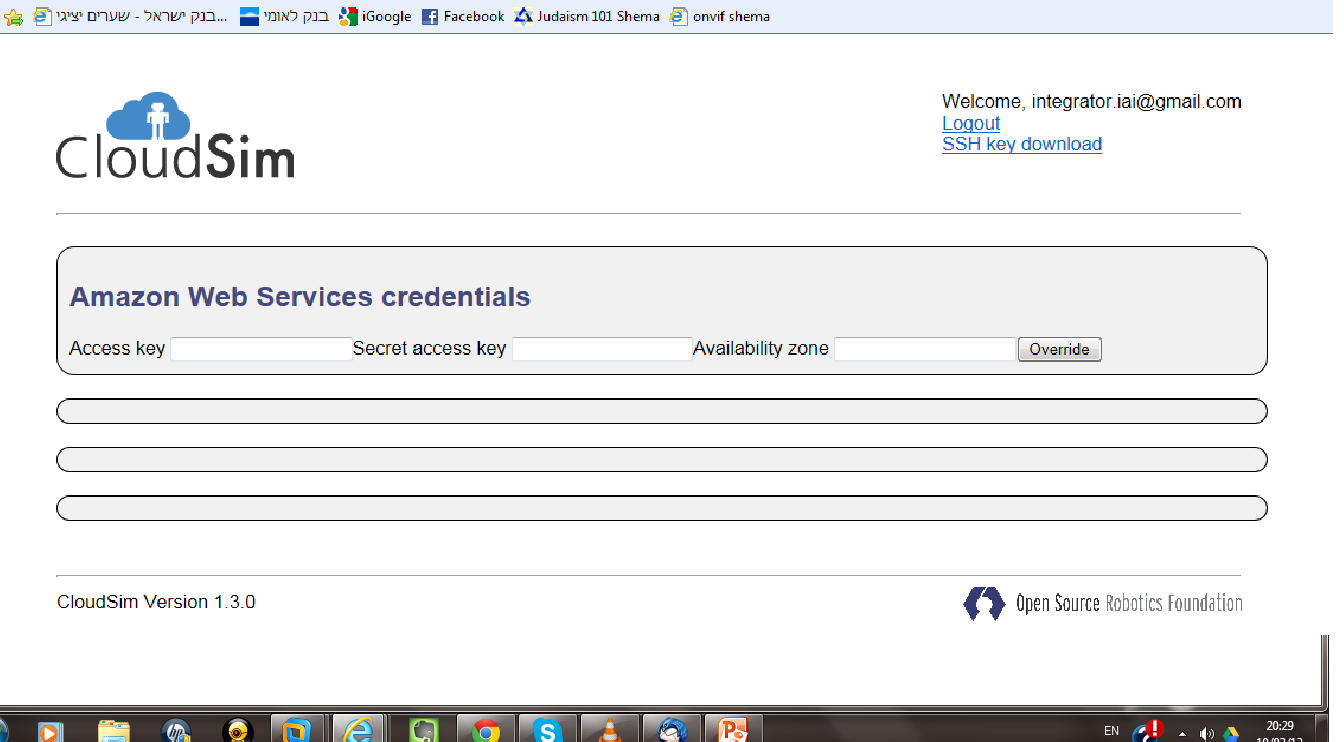 בנק ישראל - שערים יציגי... בנק לאומי iGoogle Facebook Judaism 101 Shema onvif shema
CloudSim
Welcome, integrator.iai@gmail.com
Logout
SSH key download
Amazon Web Services credentials
Access key Secret access key Availability zone Override
CloudSim Version 1.3.0
Open Source Robotics Foundation
EN 20:29